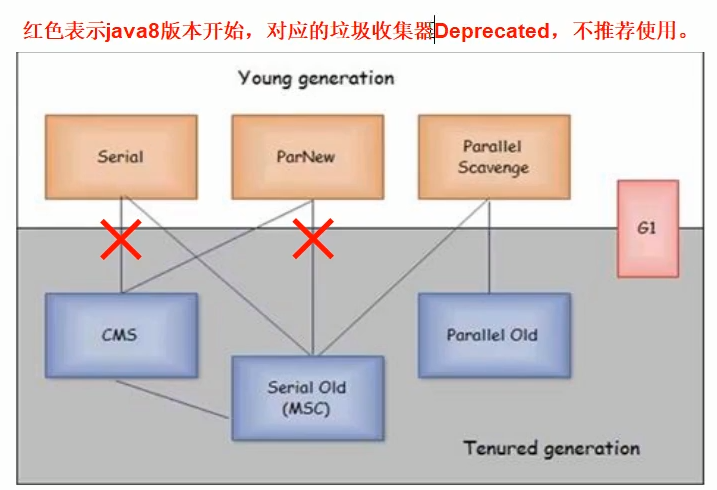 红色表示java8版本开始，对应的垃圾收集器Deprecated，不推荐使用。
Young generation
Serial
ParNew
Parallel
Scavenge
G1
CMS
Parallel Old
Serial Old
(MSC)
Tenured generation